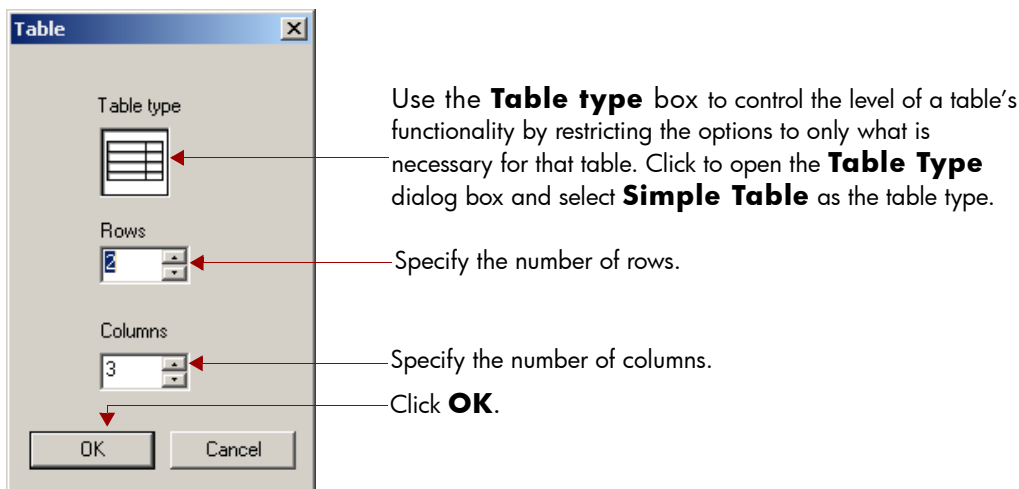 Table
Table type
Use the Table type box to control the level of a table's
functionality by restricting the options to only what is
necessary for that table. Click to open the Table Type
dialog box and select Simple Table as the table type.
Rows
2
Specify the number of rows.
Columns
3
Specify the number of columns.
Click OK.
OK
Cancel